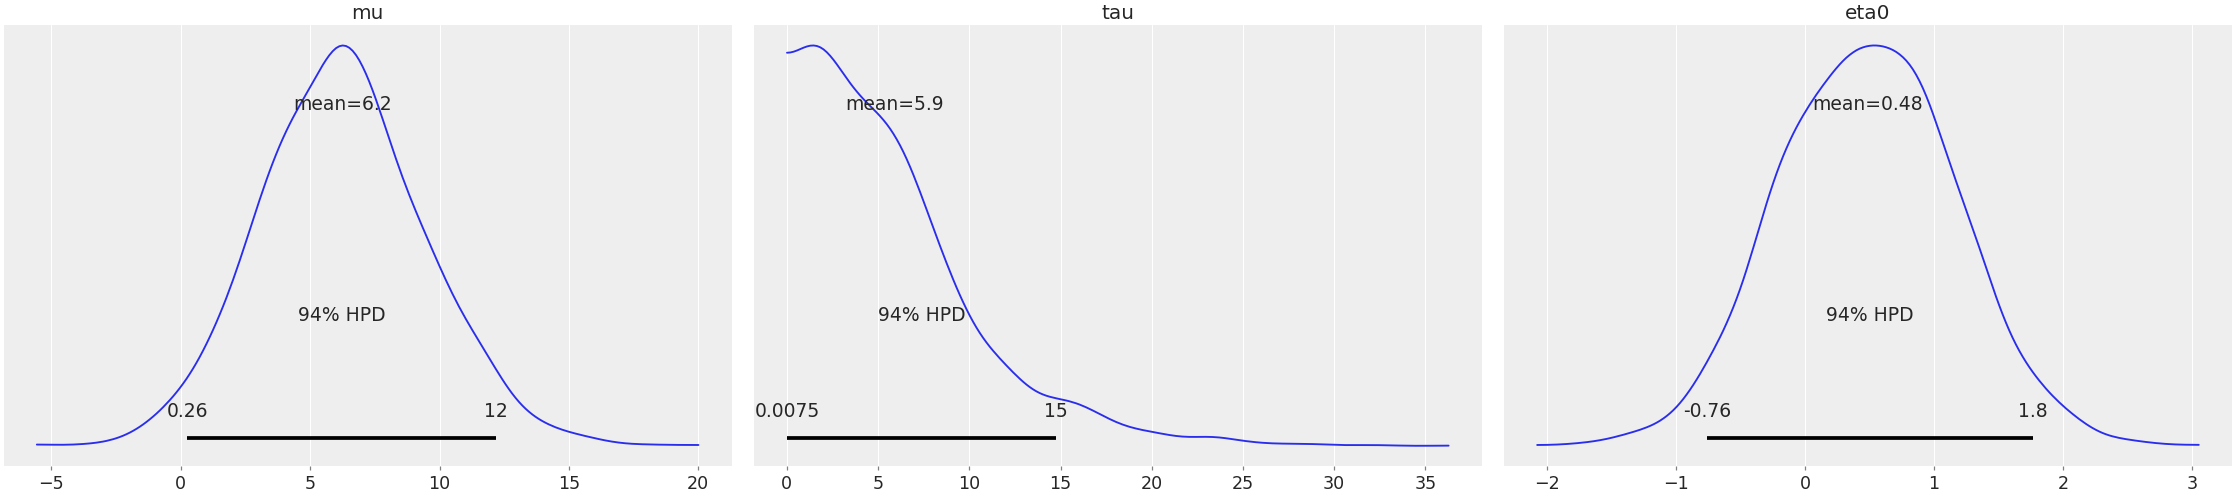 mu
mean=6.2
94% HPD
0.26 12
−5 0 5 10 15 20
tau
mean=5.9
94% HPD
0.0075 15
0 5 10 15 20 25 30 35
eta0
mean=0.48
94% HPD
-0.76 1.8
−2 −1 0 1 2 3